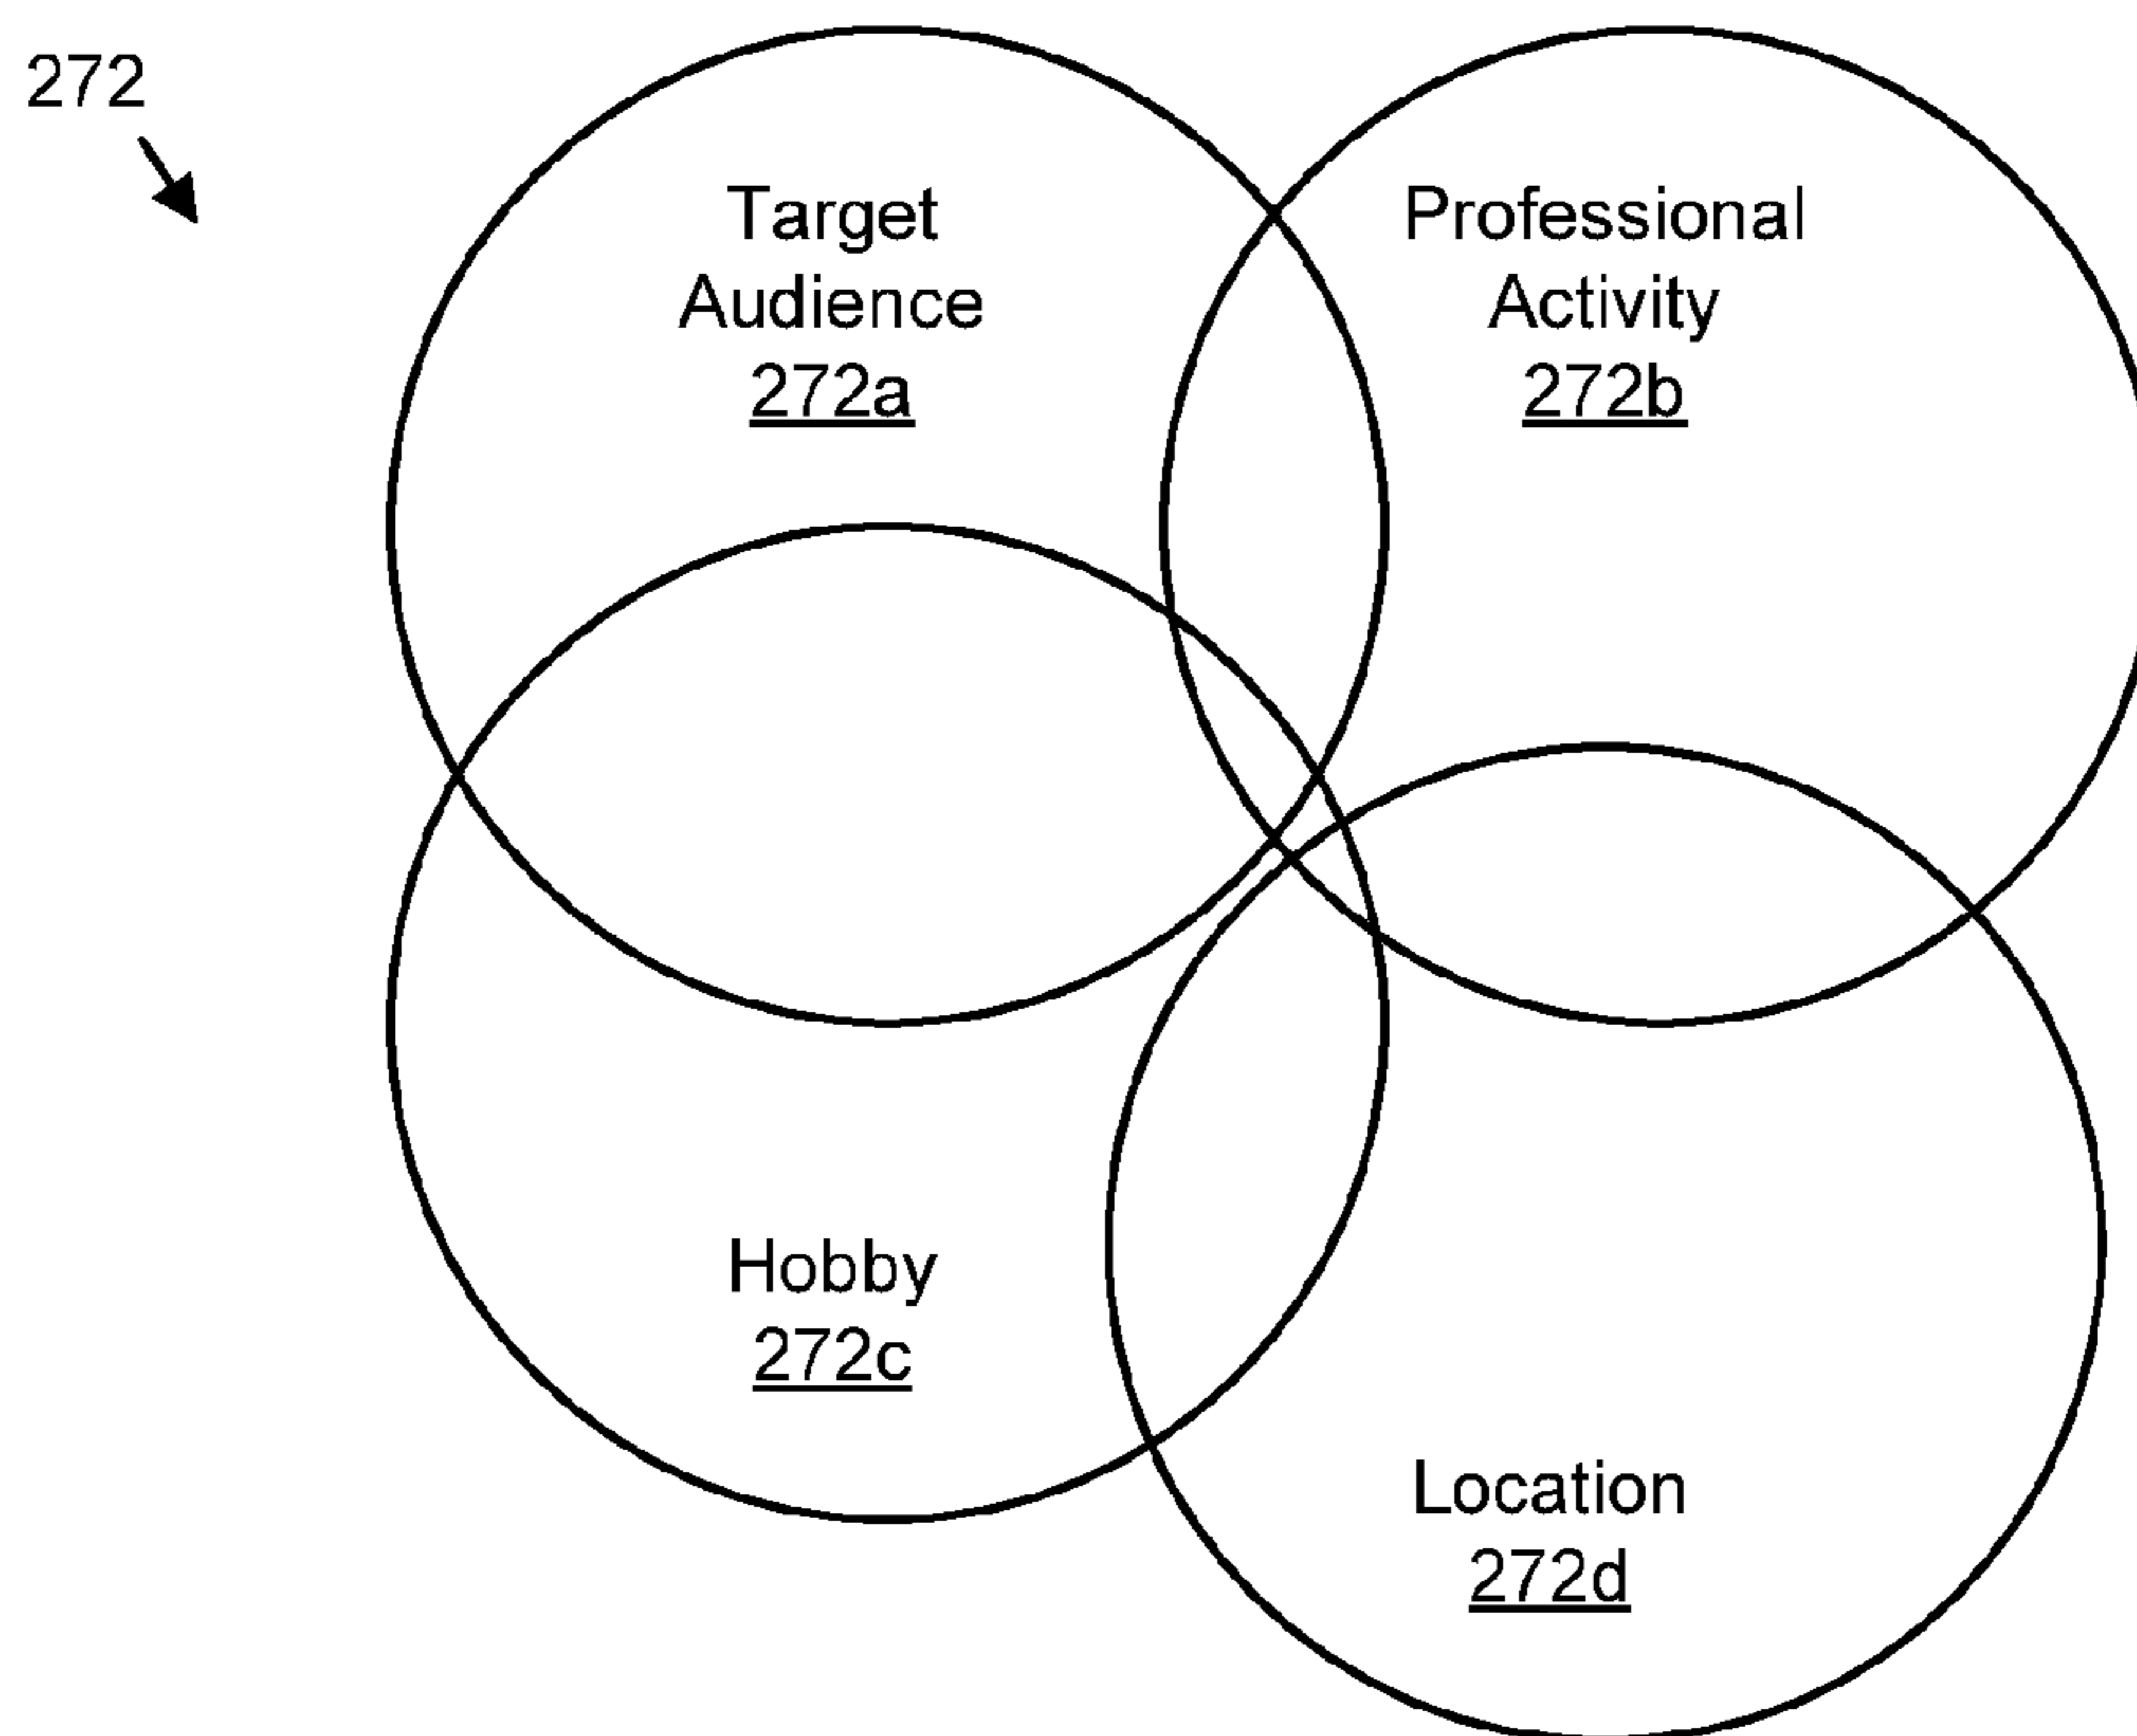 272
Target
Audience
272a
Professional
Activity
272b
Hobby
272c
Location
272d